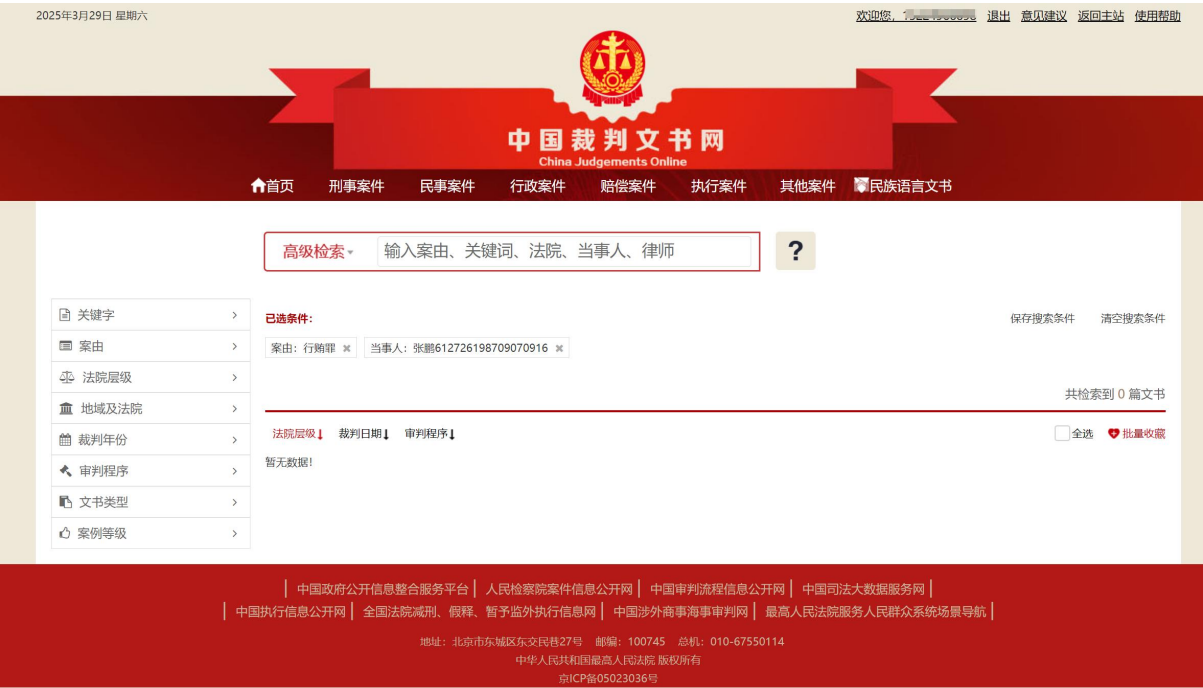 2025年3月29日 星期六
欢迎您, 退出 意见建议 返回主站 使用帮助
中国裁判文书网
China Judgements Online
首页 刑事案件 民事案件 行政案件 赔偿案件 执行案件 其他案件 民族语言文书
高级检索 输入案由、关键词、法院、当事人、律师 ?
关键字
案由
法院层级
地域及法院
裁判年份
审判程序
文书类型
案例等级
已选条件: 保存搜索条件 清空搜索条件
案由: 行贿罪 × 当事人: 张鹏612726198709070916 ×
共检索到 0 篇文书
法院层级 裁判日期 审判程序 全选 批量收藏
暂无数据!
中国政府公开信息整合服务平台 | 人民检察院案件信息公开网 | 中国审判流程信息公开网 | 中国司法大数据服务网 |
中国执行信息公开网 | 全国法院减刑、假释、暂予监外执行信息网 | 中国涉外商事海事审判网 | 最高人民法院服务人民群众系统场景导航 |
地址: 北京市东城区东交民巷27号 邮编: 100745 总机: 010-67550114
中华人民共和国最高人民法院 版权所有
京ICP备05023036号